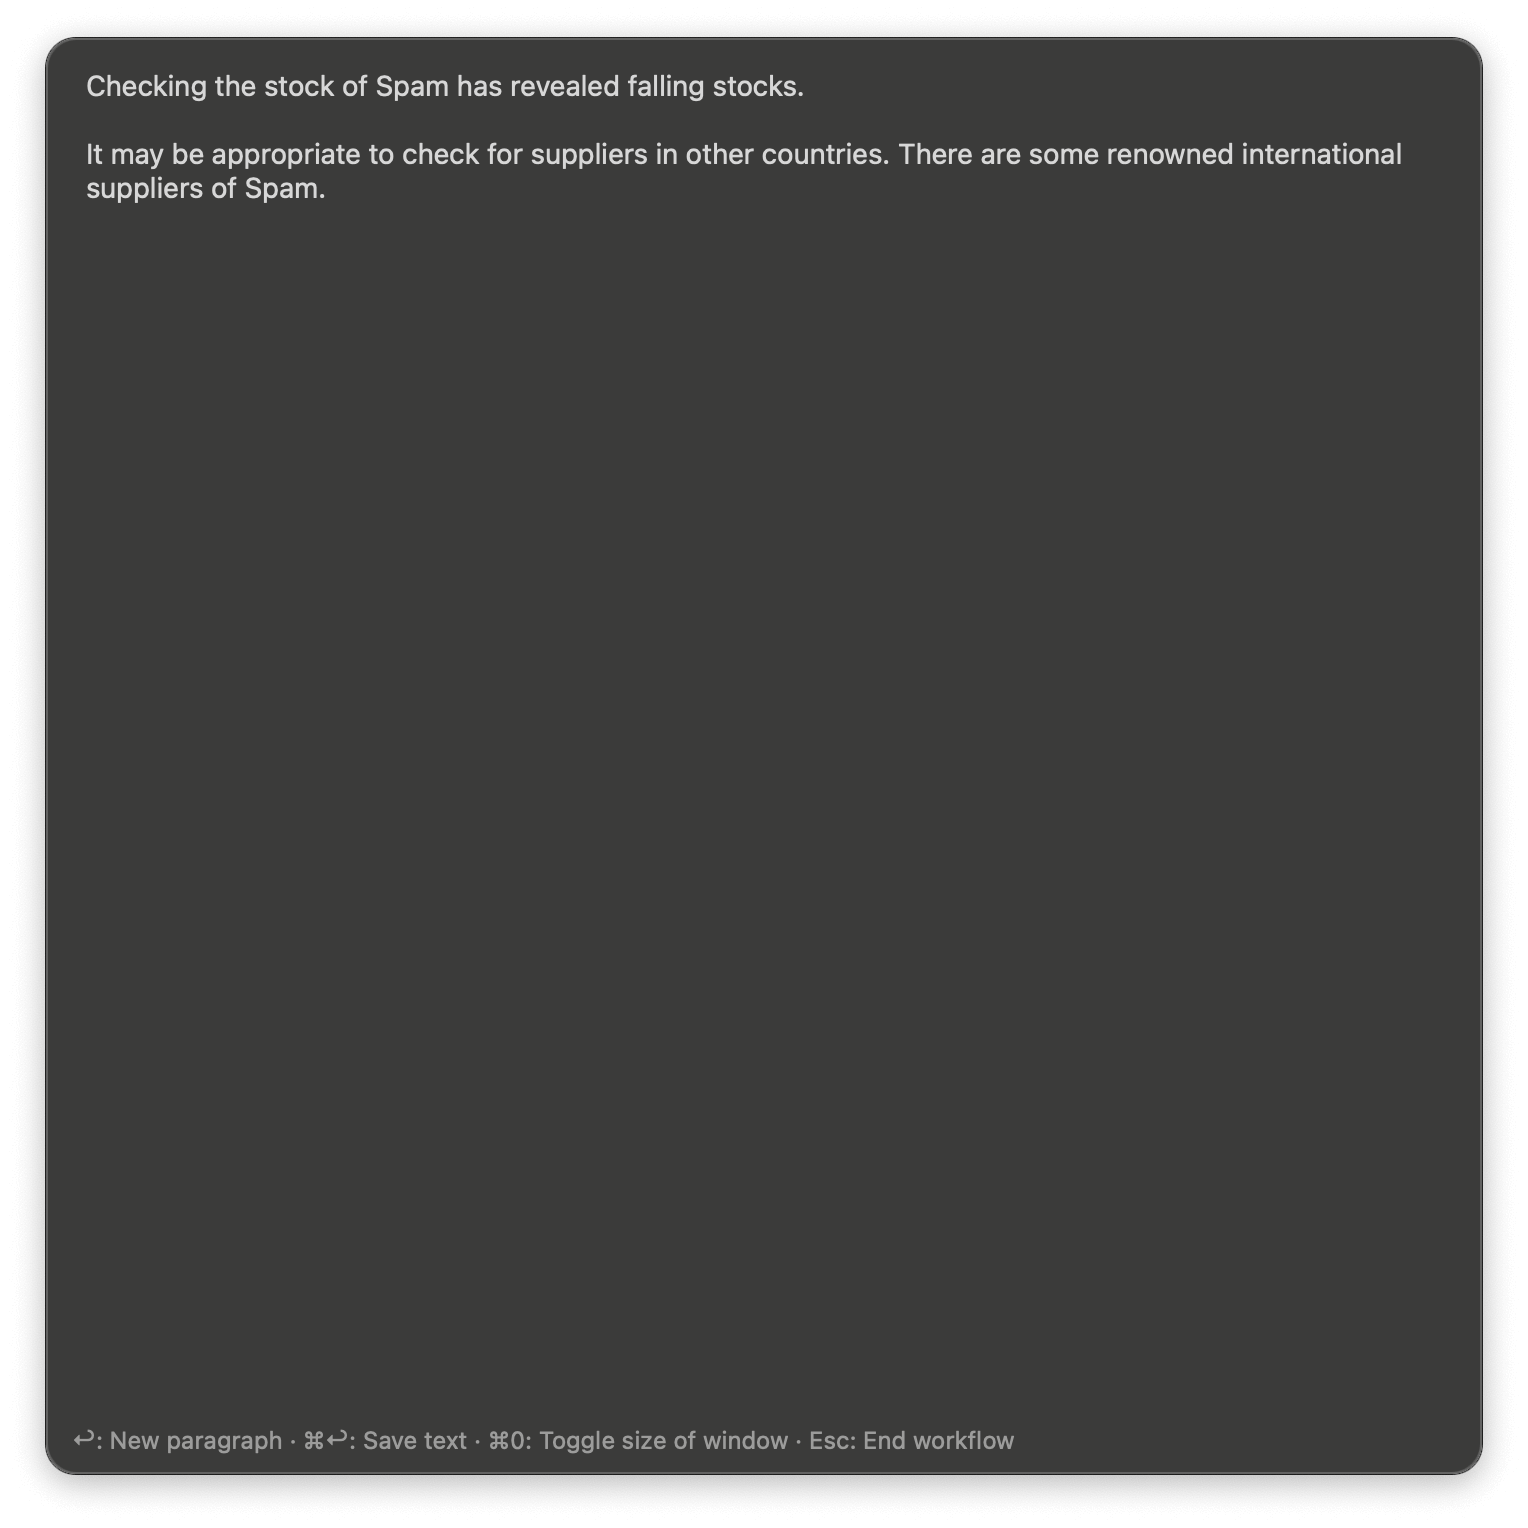 Checking the stock of Spam has revealed falling stocks.
It may be appropriate to check for suppliers in other countries. There are some renowned international
suppliers of Spam.
↩: New paragraph · ⌘↩: Save text · ⌘0: Toggle size of window · Esc: End workflow